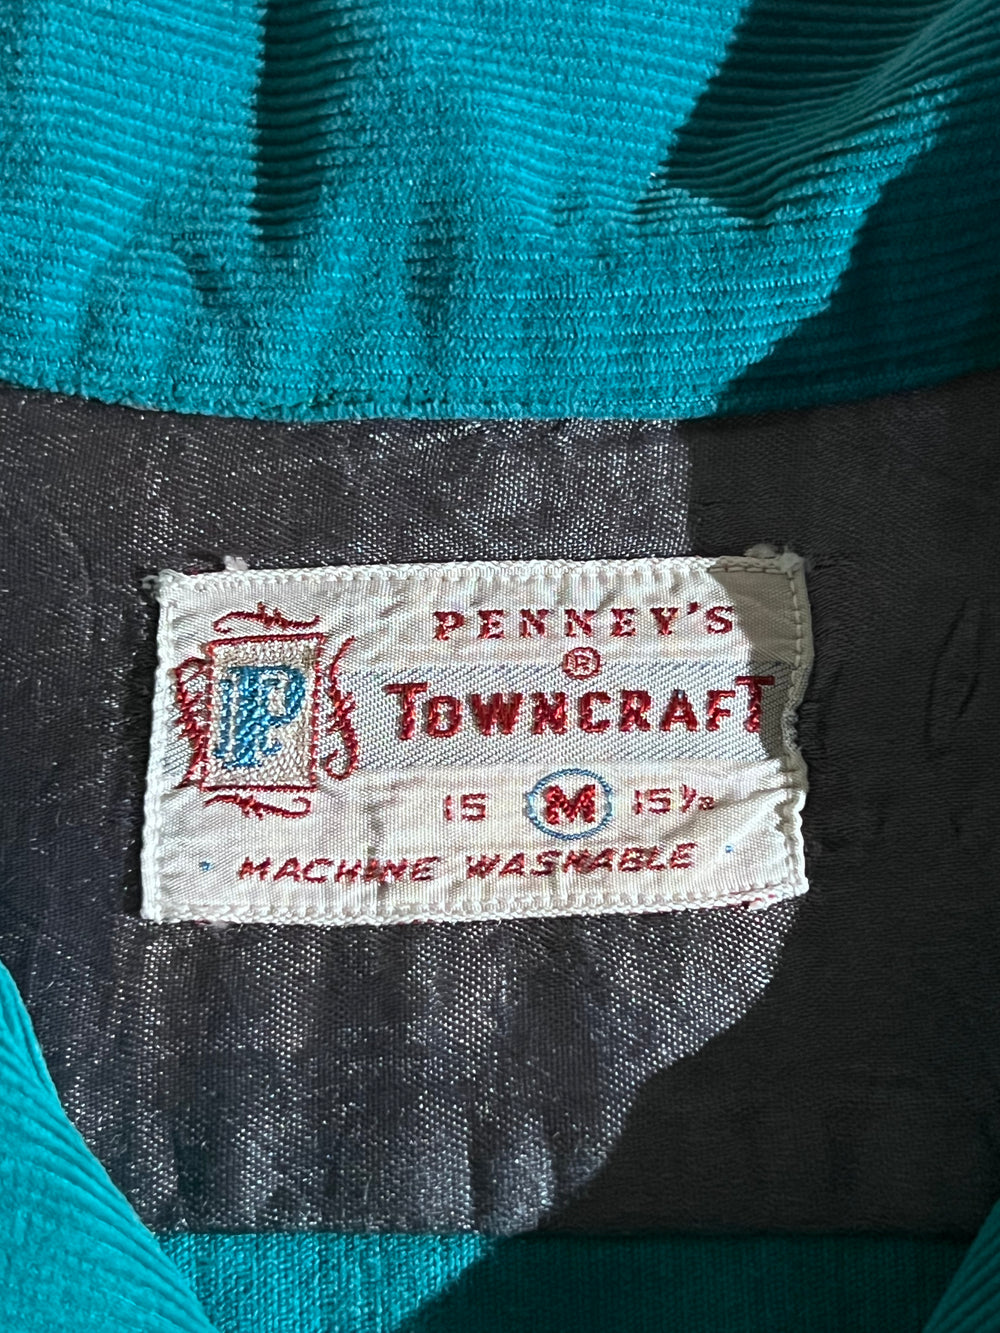 PENNEY'S
®
TOWNCRAFT
P
15 M 15½
MACHINE WASHABLE